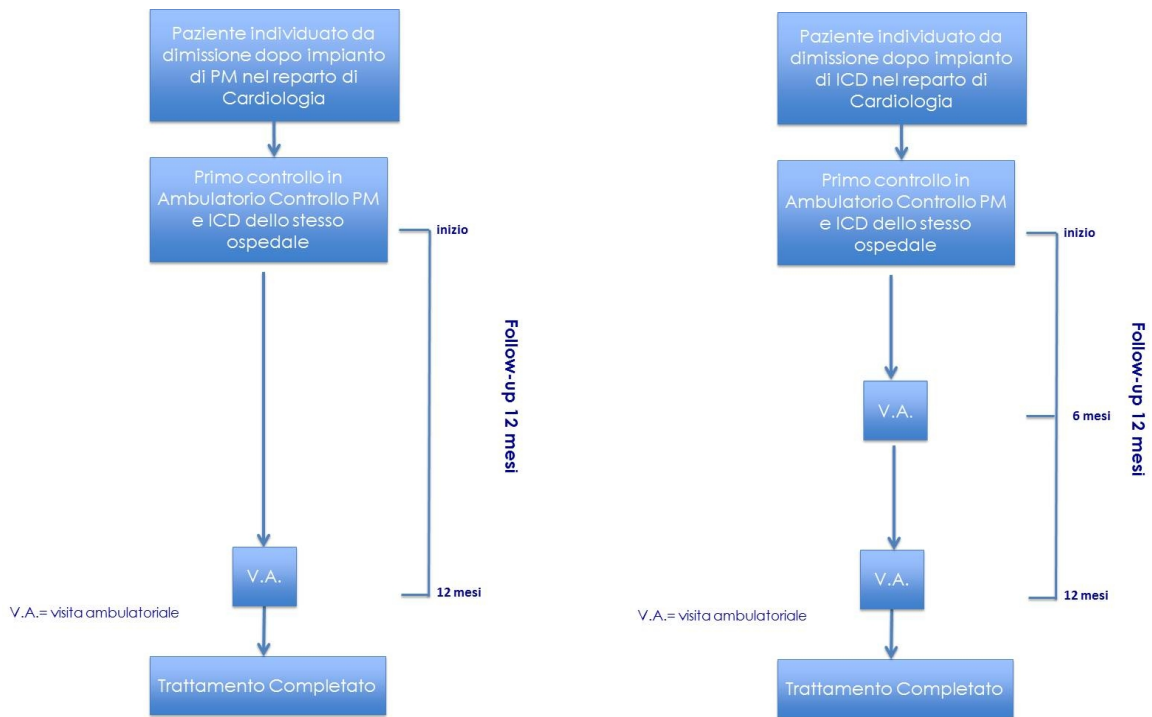 Paziente individuato da
dimissione dopo impianto
di PM nel reparto di
Cardiologia
Primo controllo in
Ambulatorio Controllo PM
e ICD dello stesso
ospedale
inizio
Follow-up 12 mesi
V.A.
12 mesi
V.A.= visita ambulatoriale
Trattamento Completato
Paziente individuato da
dimissione dopo impianto
di ICD nel reparto di
Cardiologia
Primo controllo in
Ambulatorio Controllo PM
e ICD dello stesso
ospedale
inizio
Follow-up 12 mesi
V.A.
6 mesi
V.A.
12 mesi
V.A.= visita ambulatoriale
Trattamento Completato